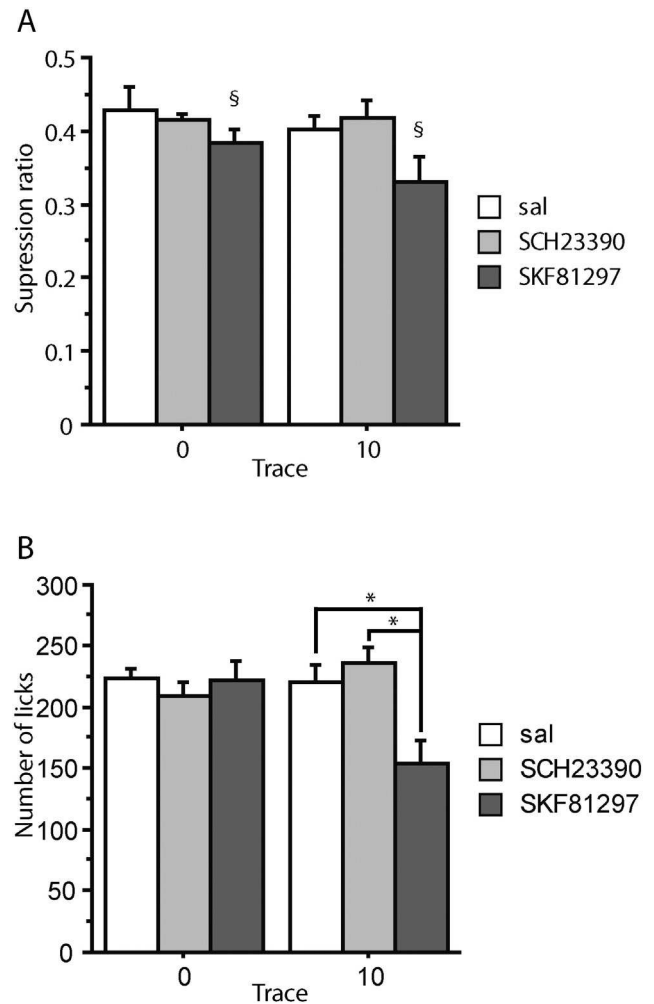 A
0.5
§
0.4
§
0.3
sal
SCH23390
SKF81297
Supression ratio
0.2
0.1
0
0
10
Trace
B
300
*
250
*
200
sal
SCH23390
SKF81297
Number of licks
150
100
50
0
0
10
Trace